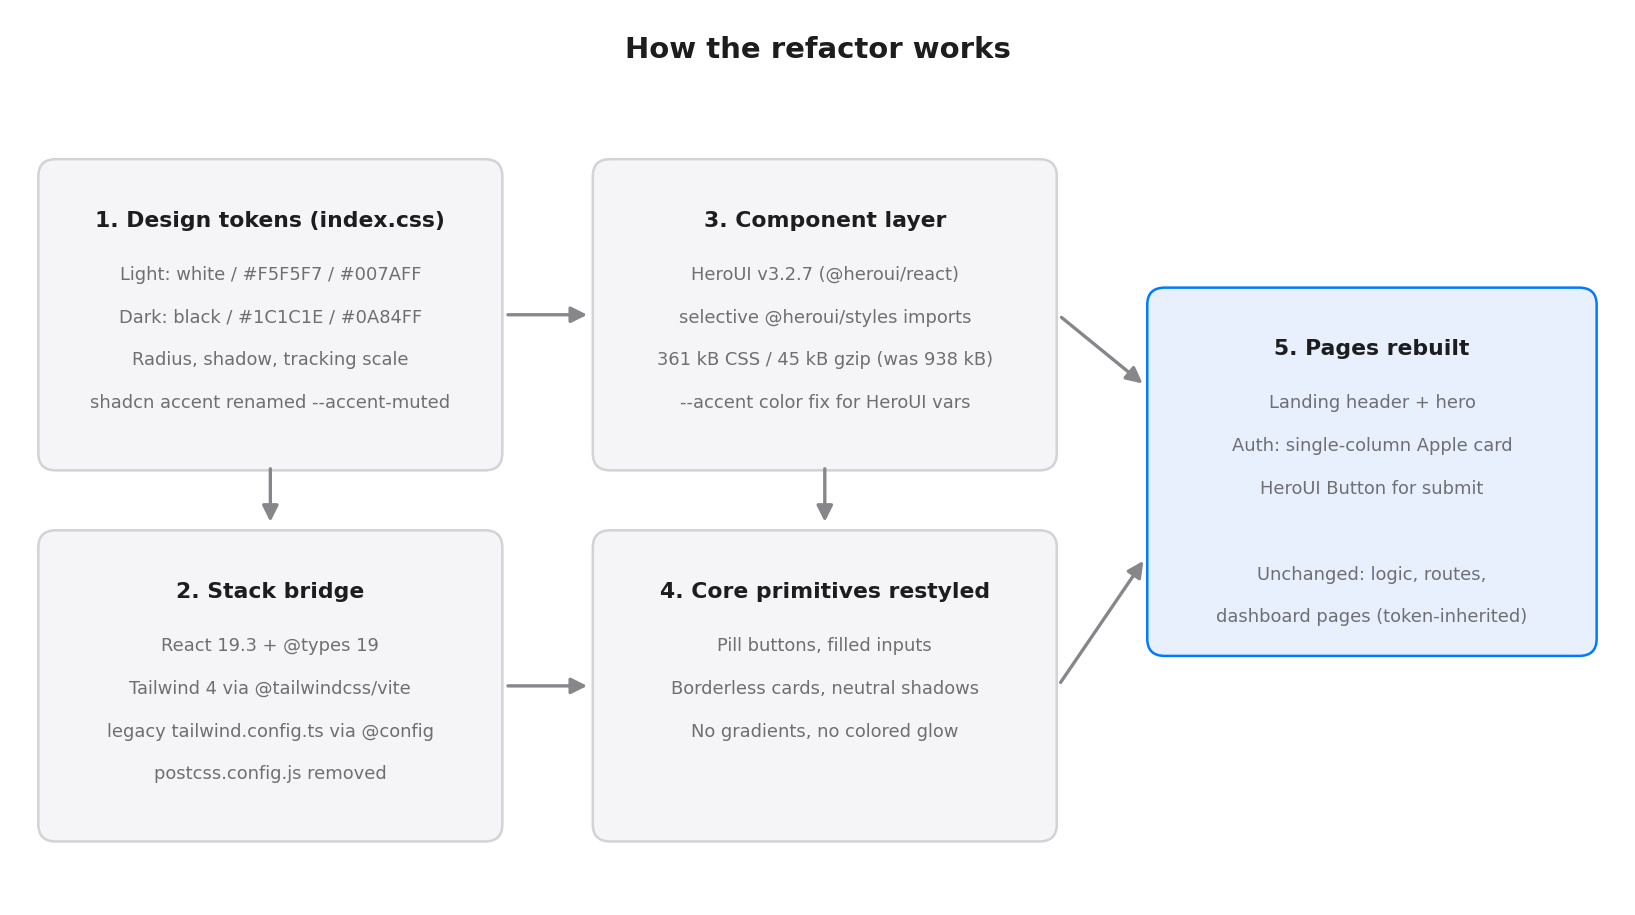 How the refactor works
1. Design tokens (index.css)
Light: white / #F5F5F7 / #007AFF
Dark: black / #1C1C1E / #0A84FF
Radius, shadow, tracking scale
shadcn accent renamed --accent-muted
2. Stack bridge
React 19.3 + @types 19
Tailwind 4 via @tailwindcss/vite
legacy tailwind.config.ts via @config
postcss.config.js removed
3. Component layer
HeroUI v3.2.7 (@heroui/react)
selective @heroui/styles imports
361 kB CSS / 45 kB gzip (was 938 kB)
--accent color fix for HeroUI vars
4. Core primitives restyled
Pill buttons, filled inputs
Borderless cards, neutral shadows
No gradients, no colored glow
5. Pages rebuilt
Landing header + hero
Auth: single-column Apple card
HeroUI Button for submit
Unchanged: logic, routes,
dashboard pages (token-inherited)